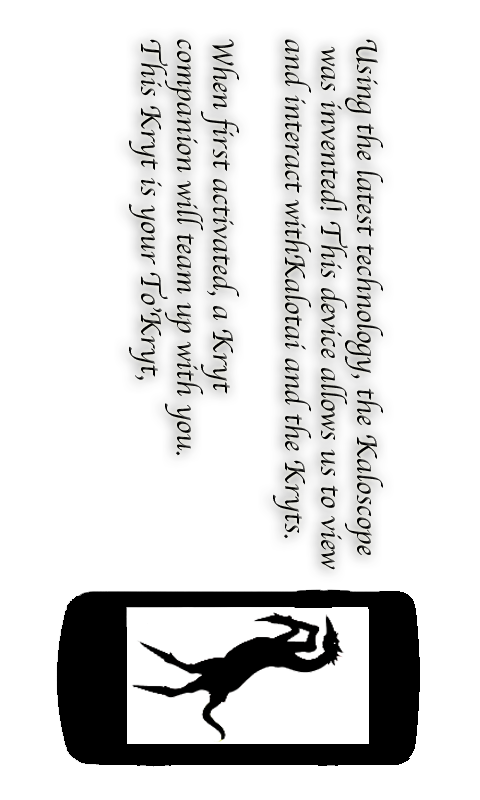 Using the latest technology, the Kaloscope
was invented! This device allows us to view
and interact withKalotai and the Kryts.
When first activated, a Kryt
companion will team up with you.
This Kryt is your To'Kryt,